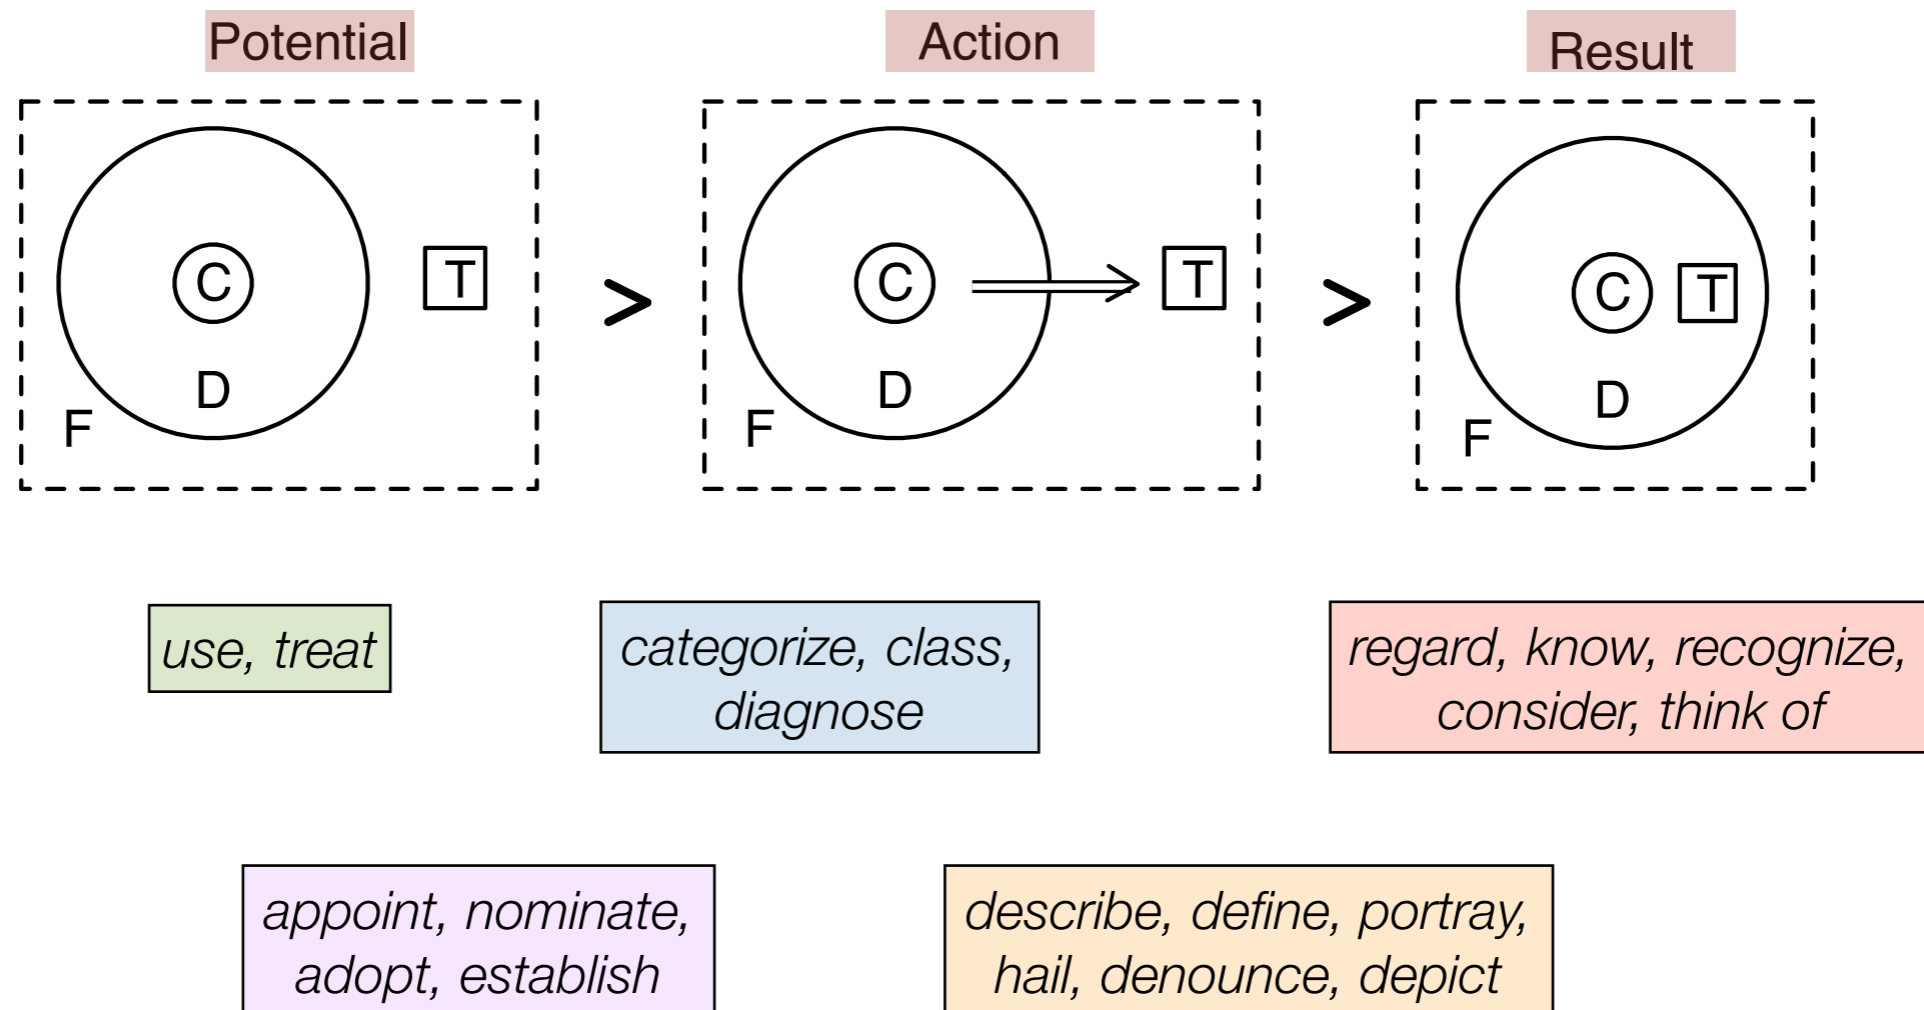 Potential
Action
Result
C
T
D
F
>
C
T
D
F
>
C
T
D
F
use, treat
categorize, class,
diagnose
regard, know, recognize,
consider, think of
appoint, nominate,
adopt, establish
describe, define, portray,
hail, denounce, depict